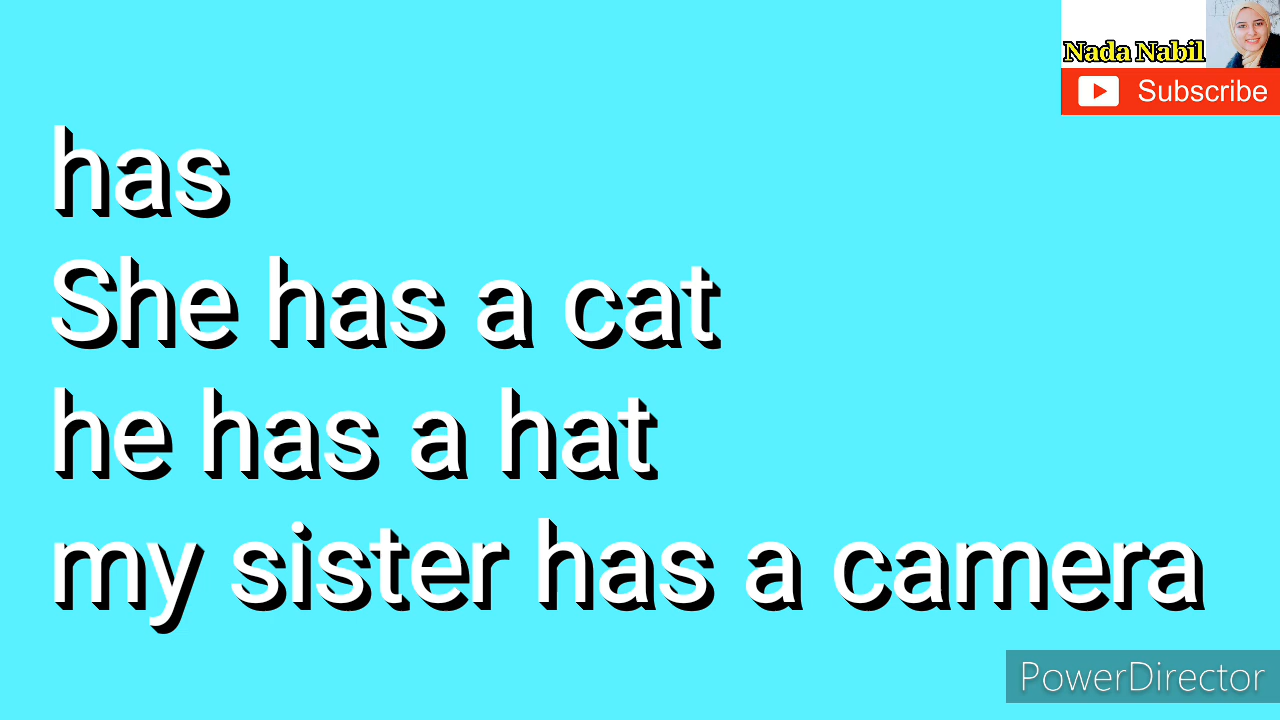 Nada Nabil
Subscribe
has
She has a cat
he has a hat
my sister has a camera
PowerDirector